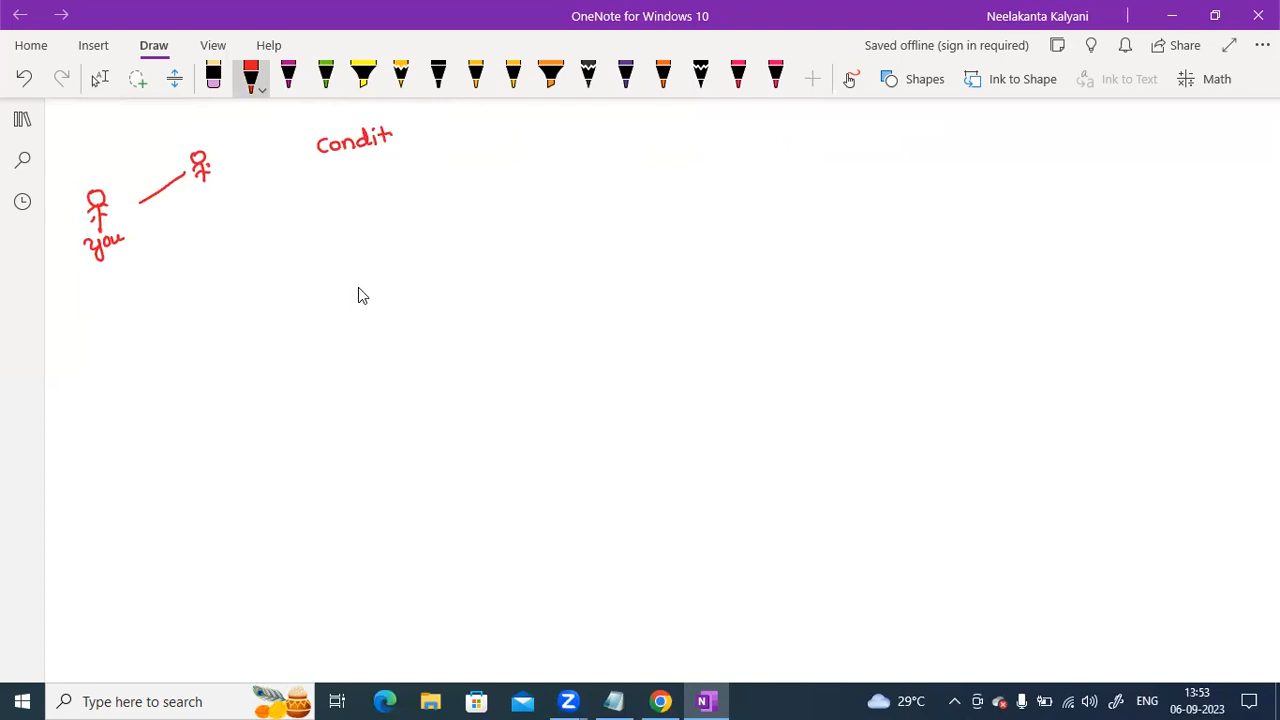 OneNote for Windows 10
Neelakanta Kalyani
Home Insert Draw View Help
Saved offline (sign in required)
Share
Shapes
Ink to Shape
Ink to Text
Math
Condit
you
Type here to search
29°C
ENG
13:53
06-09-2023